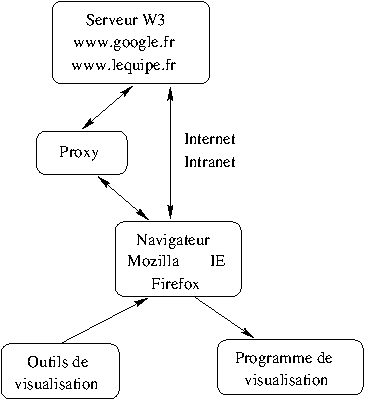 Serveur W3
www.google.fr
www.lequipe.fr
Internet
Intranet
Proxy
Navigateur
Mozilla IE
Firefox
Outils de
visualisation
Programme de
visualisation